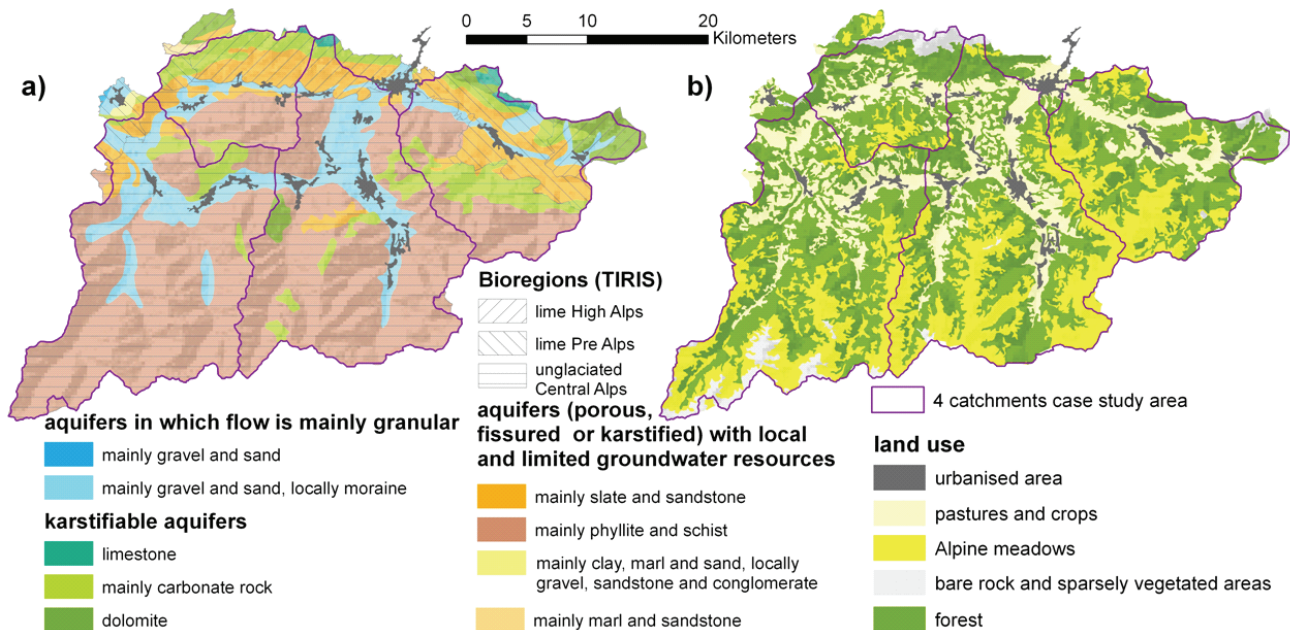 0 5 10 20
Kilometers
a)
b)
Bioregions (TIRIS)
lime High Alps
lime Pre Alps
unglaciated
Central Alps
aquifers in which flow is mainly granular
mainly gravel and sand
mainly gravel and sand, locally moraine
karstifiable aquifers
limestone
mainly carbonate rock
dolomite
aquifers (porous,
fissured or karstified) with local
and limited groundwater resources
mainly slate and sandstone
mainly phyllite and schist
mainly clay, marl and sand, locally
gravel, sandstone and conglomerate
mainly marl and sandstone
4 catchments case study area
land use
urbanised area
pastures and crops
Alpine meadows
bare rock and sparsely vegetated areas
forest